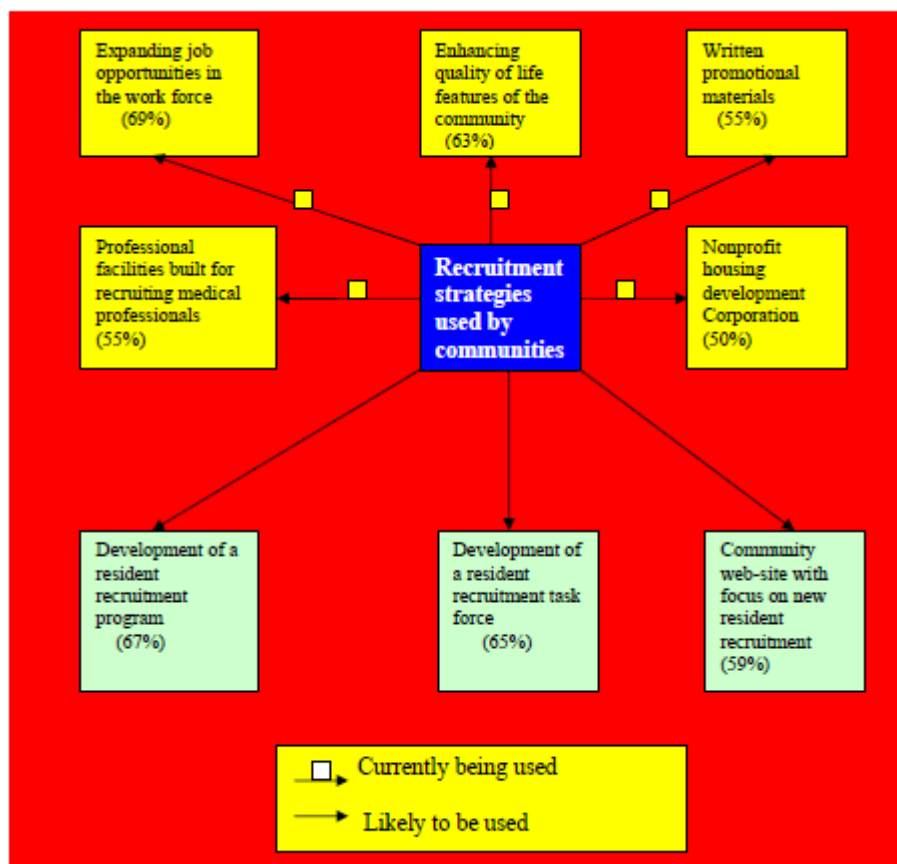 Expanding job
opportunities in
the work force
(69%)
Enhancing
quality of life
features of the
community
(63%)
Written
promotional
materials
(55%)
Professional
facilities built for
recruiting medical
professionals
(55%)
Recruitment
strategies
used by
communities
Nonprofit
housing
development
Corporation
(50%)
Development of a
resident
recruitment
program
(67%)
Development of
a resident
recruitment task
force
(65%)
Community
web-site with
focus on new
resident
recruitment
(59%)
Currently being used
Likely to be used